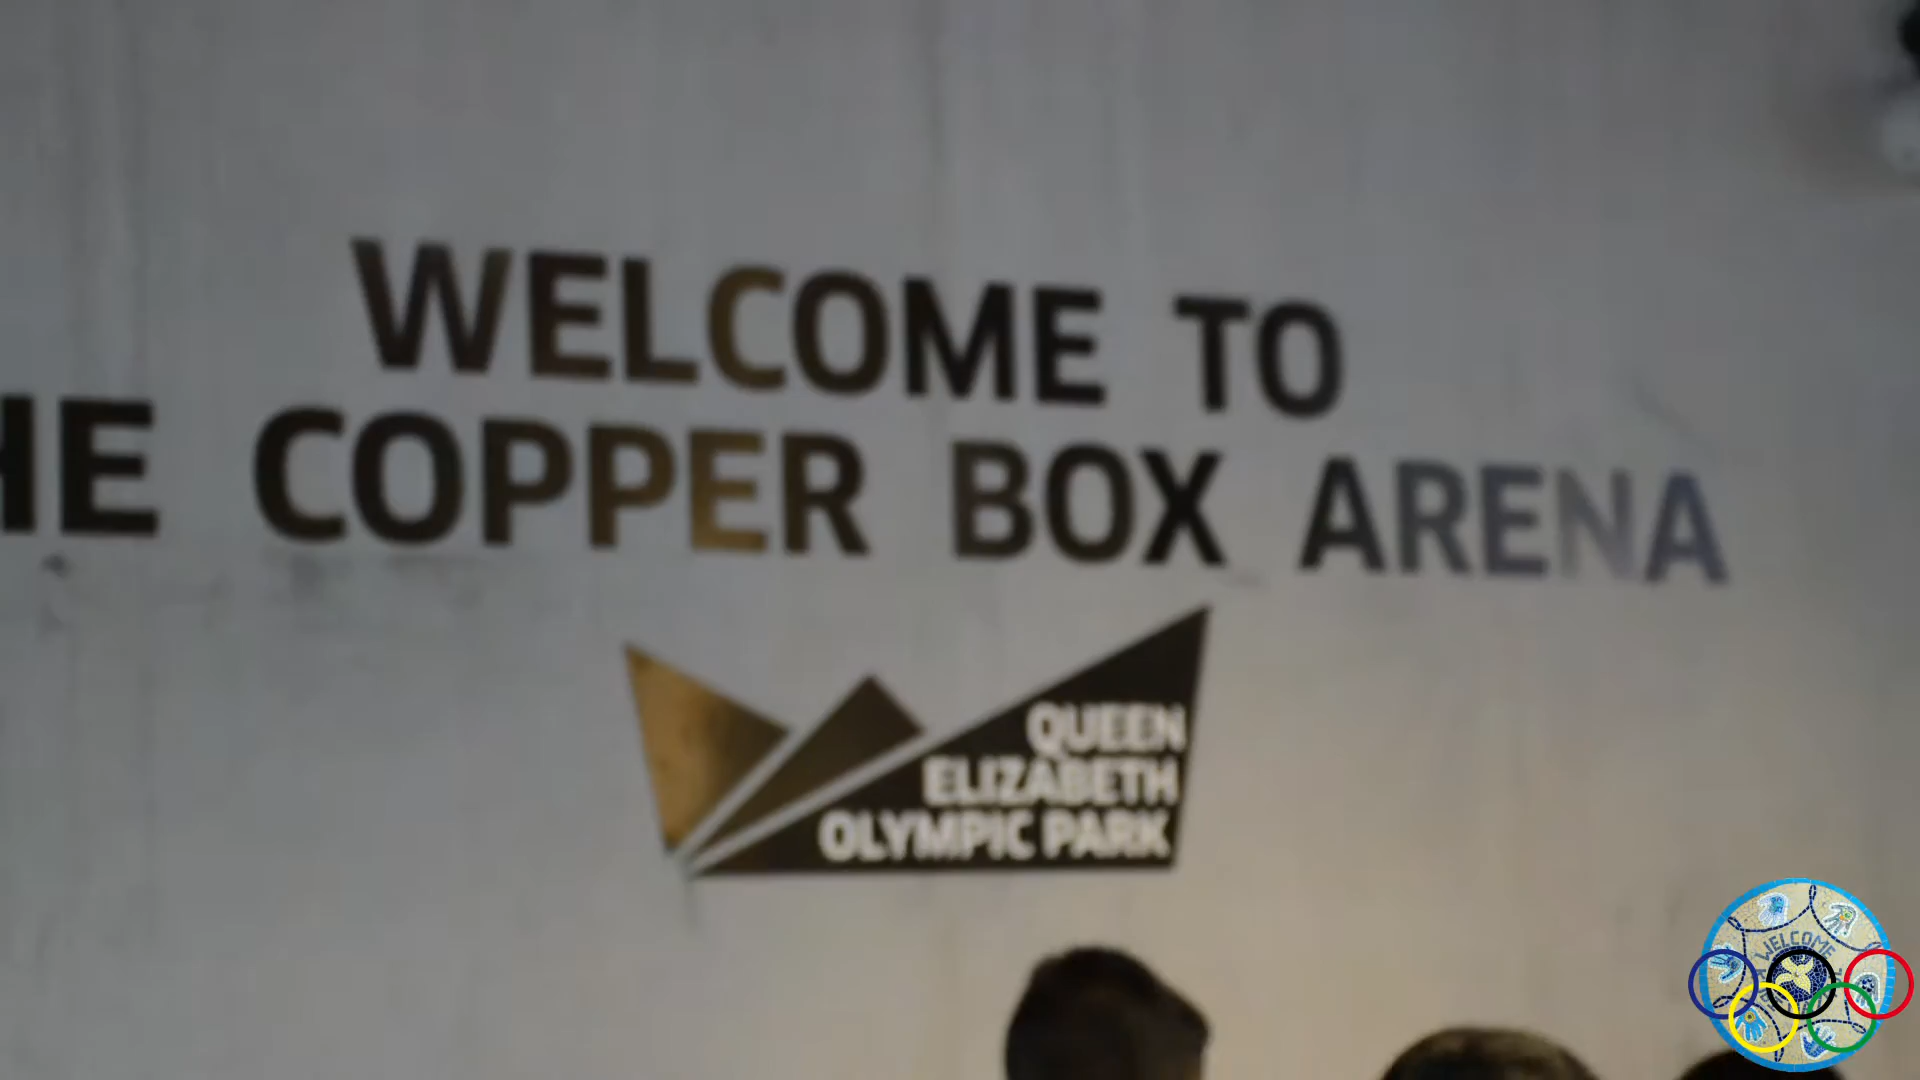 WELCOME TO
HE COPPER BOX ARENA
QUEEN
ELIZABETH
OLYMPIC PARK
WELCOME